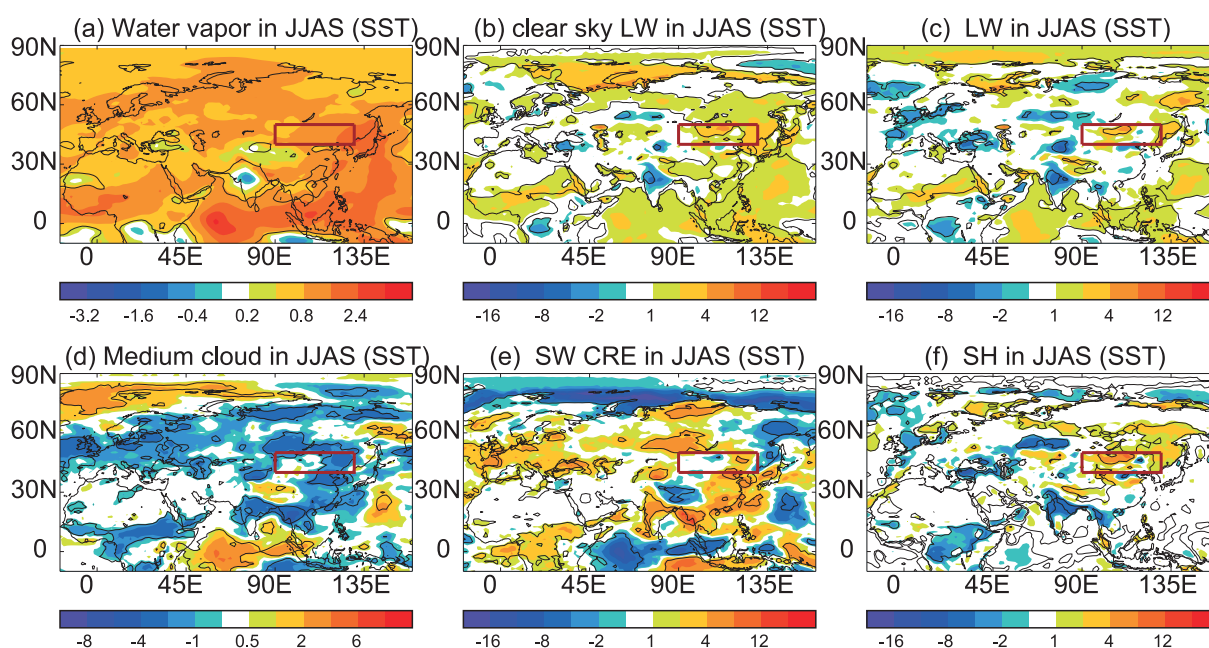 (a) Water vapor in JJAS (SST) (b) clear sky LW in JJAS (SST) (c) LW in JJAS (SST)
90N 90N 90N
60N 60N 60N
30N 30N 30N
0 0 0
0 45E 90E 135E 0 45E 90E 135E 0 45E 90E 135E
-3.2 -1.6 -0.4 0.2 0.8 2.4 -16 -8 -2 1 4 12 -16 -8 -2 1 4 12
(d) Medium cloud in JJAS (SST) (e) SW CRE in JJAS (SST) (f) SH in JJAS (SST)
90N 90N 90N
60N 60N 60N
30N 30N 30N
0 0 0
0 45E 90E 135E 0 45E 90E 135E 0 45E 90E 135E
-8 -4 -1 0.5 2 6 -16 -8 -2 1 4 12 -16 -8 -2 1 4 12